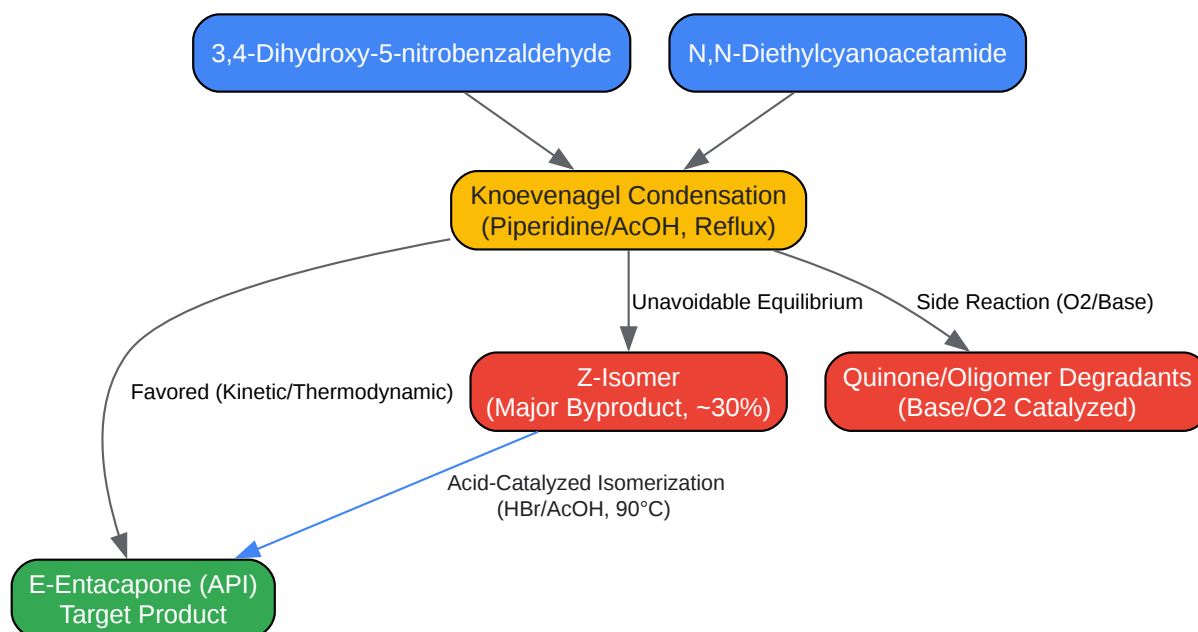 3,4-Dihydroxy-5-nitrobenzaldehyde
N,N-Diethylcyanoacetamide
Knoevenagel Condensation
(Piperidine/AcOH, Reflux)
Unavoidable Equilibrium
Side Reaction (O2/Base)
Favored (Kinetic/Thermodynamic)
Z-Isomer
(Major Byproduct, ~30%)
Quinone/Oligomer Degradants
(Base/O2 Catalyzed)
Acid-Catalyzed Isomerization
(HBr/AcOH, 90°C)
E-Entacapone (API)
Target Product